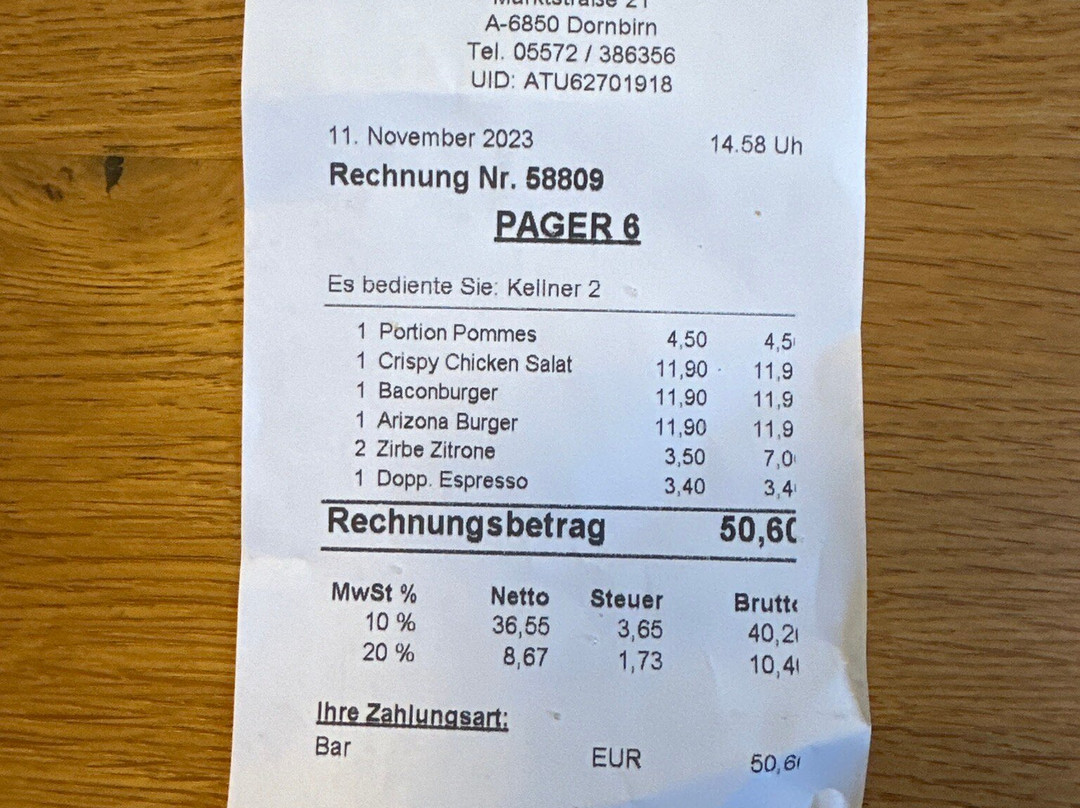 Marktstraße 21
A-6850 Dornbirn
Tel. 05572 / 386356
UID: ATU62701918
11. November 2023 14.58 Uh
Rechnung Nr. 58809
PAGER 6
Es bediente Sie: Kellner 2
1 Portion Pommes 4,50 4,5
1 Crispy Chicken Salat 11,90 11,9
1 Baconburger 11,90 11,9
1 Arizona Burger 11,90 11,9
2 Zirbe Zitrone 3,50 7,0
1 Dopp. Espresso 3,40 3,4
Rechnungsbetrag 50,60
MwSt % Netto Steuer Brutto
10 % 36,55 3,65 40,2
20 % 8,67 1,73 10,4
Ihre Zahlungsart:
Bar EUR 50,6